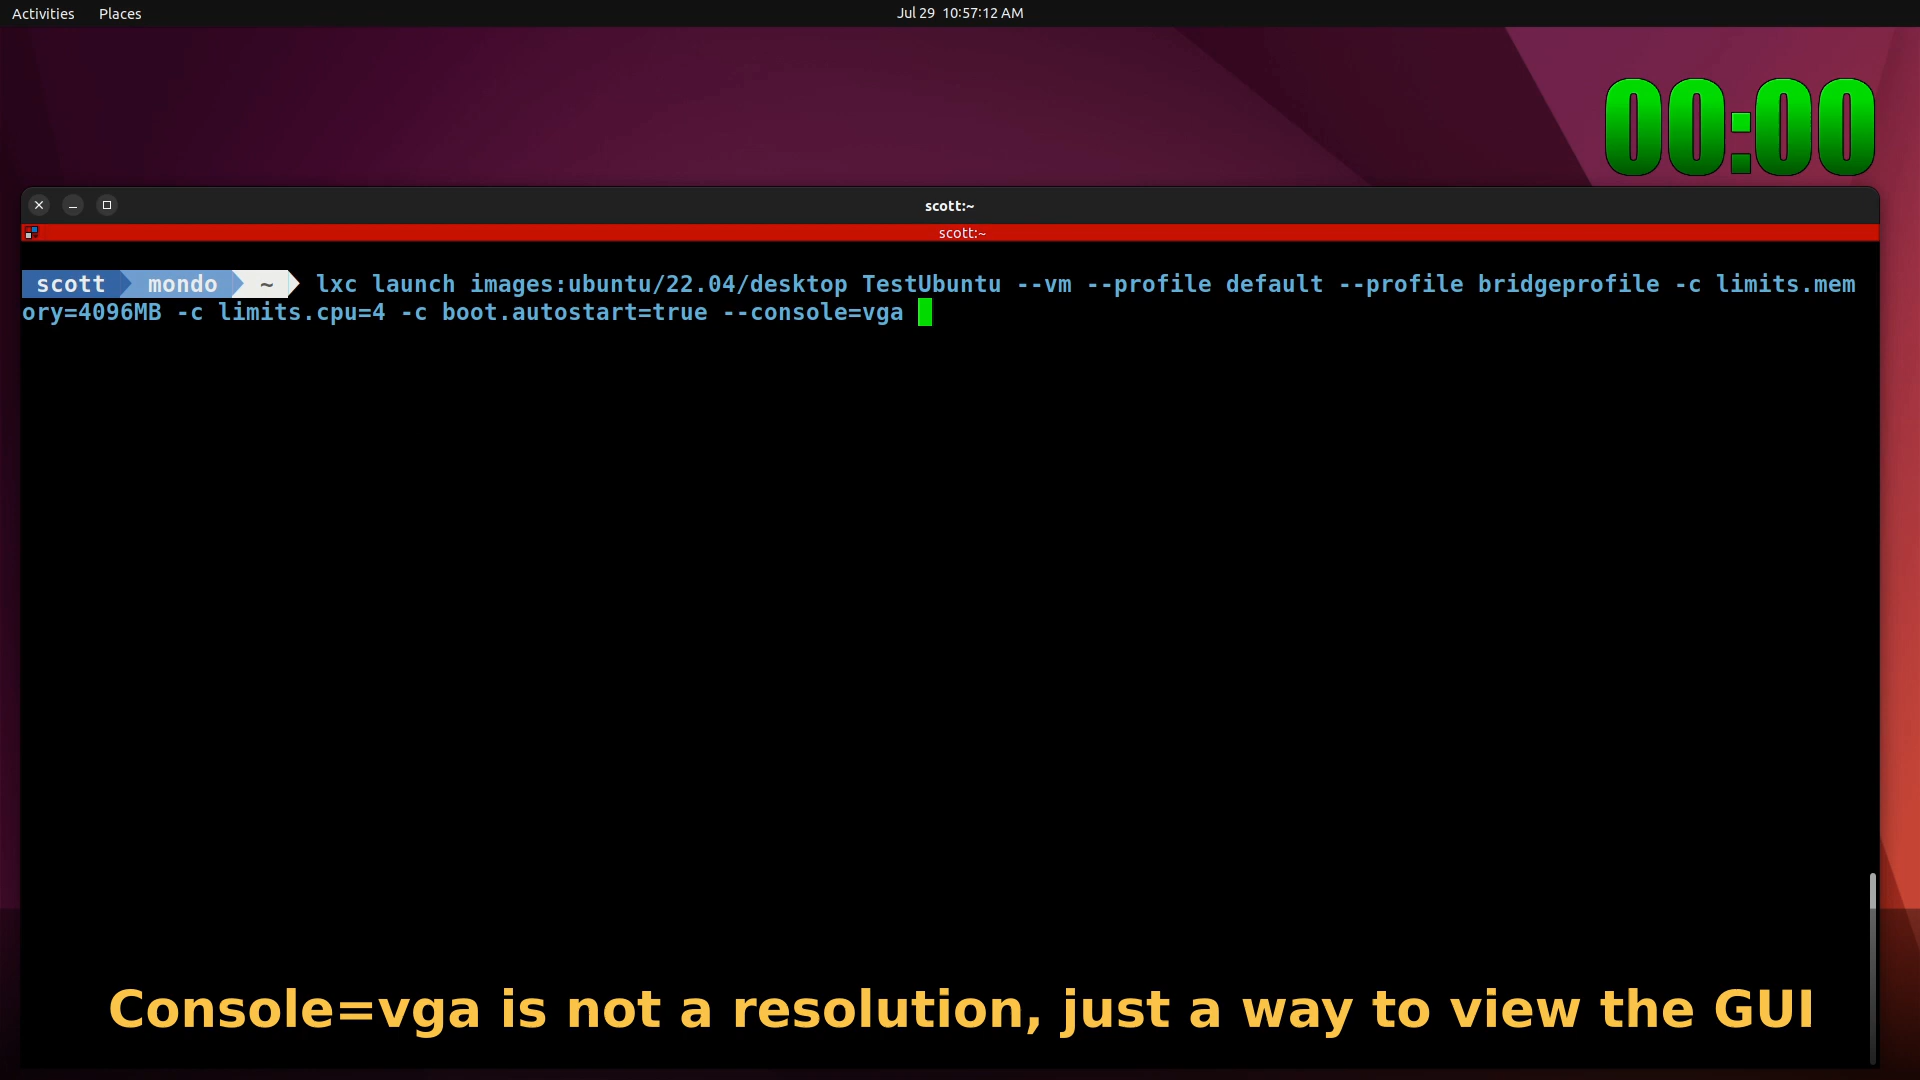 Activities Places Jul 29 10:57:12 AM
00:00
scott:~
scott:~
scott mondo ~ lxc launch images:ubuntu/22.04/desktop TestUbuntu --vm --profile default --profile bridgeprofile -c limits.mem
ory=4096MB -c limits.cpu=4 -c boot.autostart=true --console=vga
Console=vga is not a resolution, just a way to view the GUI